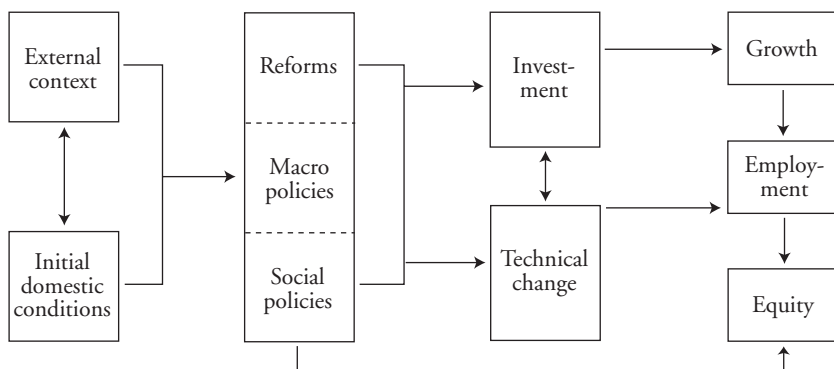 External
context
Initial
domestic
conditions
Reforms
Macro
policies
Social
policies
Invest-
ment
Technical
change
Growth
Employ-
ment
Equity